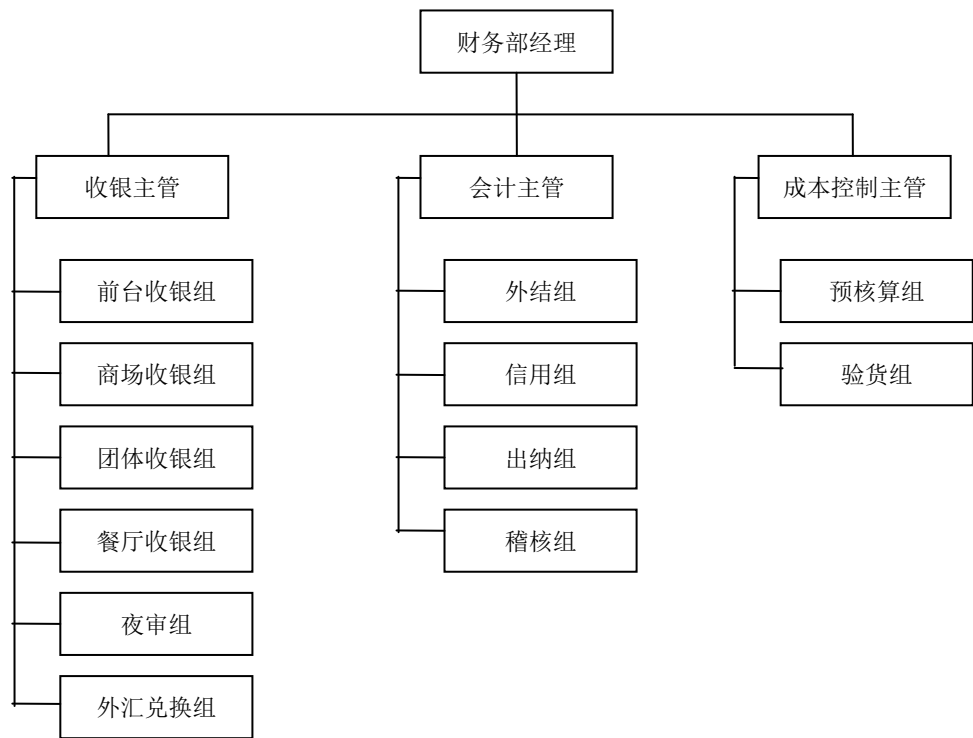 财务部经理
收银主管
会计主管
成本控制主管
前台收银组
外结组
预核算组
商场收银组
信用组
验货组
团体收银组
出纳组
餐厅收银组
稽核组
夜审组
外汇兑换组